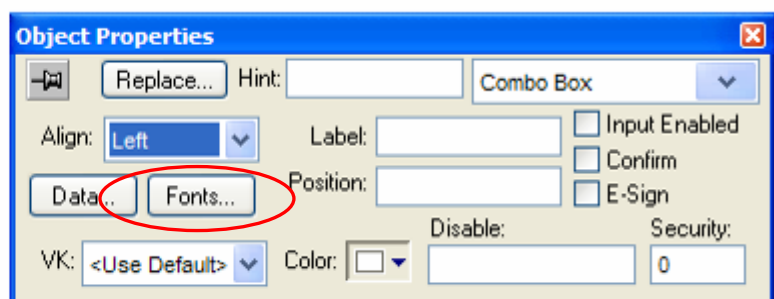 Object Properties
Replace... Hint: Combo Box
Align: Left Label: Input Enabled
Confirm
Data... Fonts... Position: E-Sign
Disable: Security:
VK: <Use Default> Color: 0